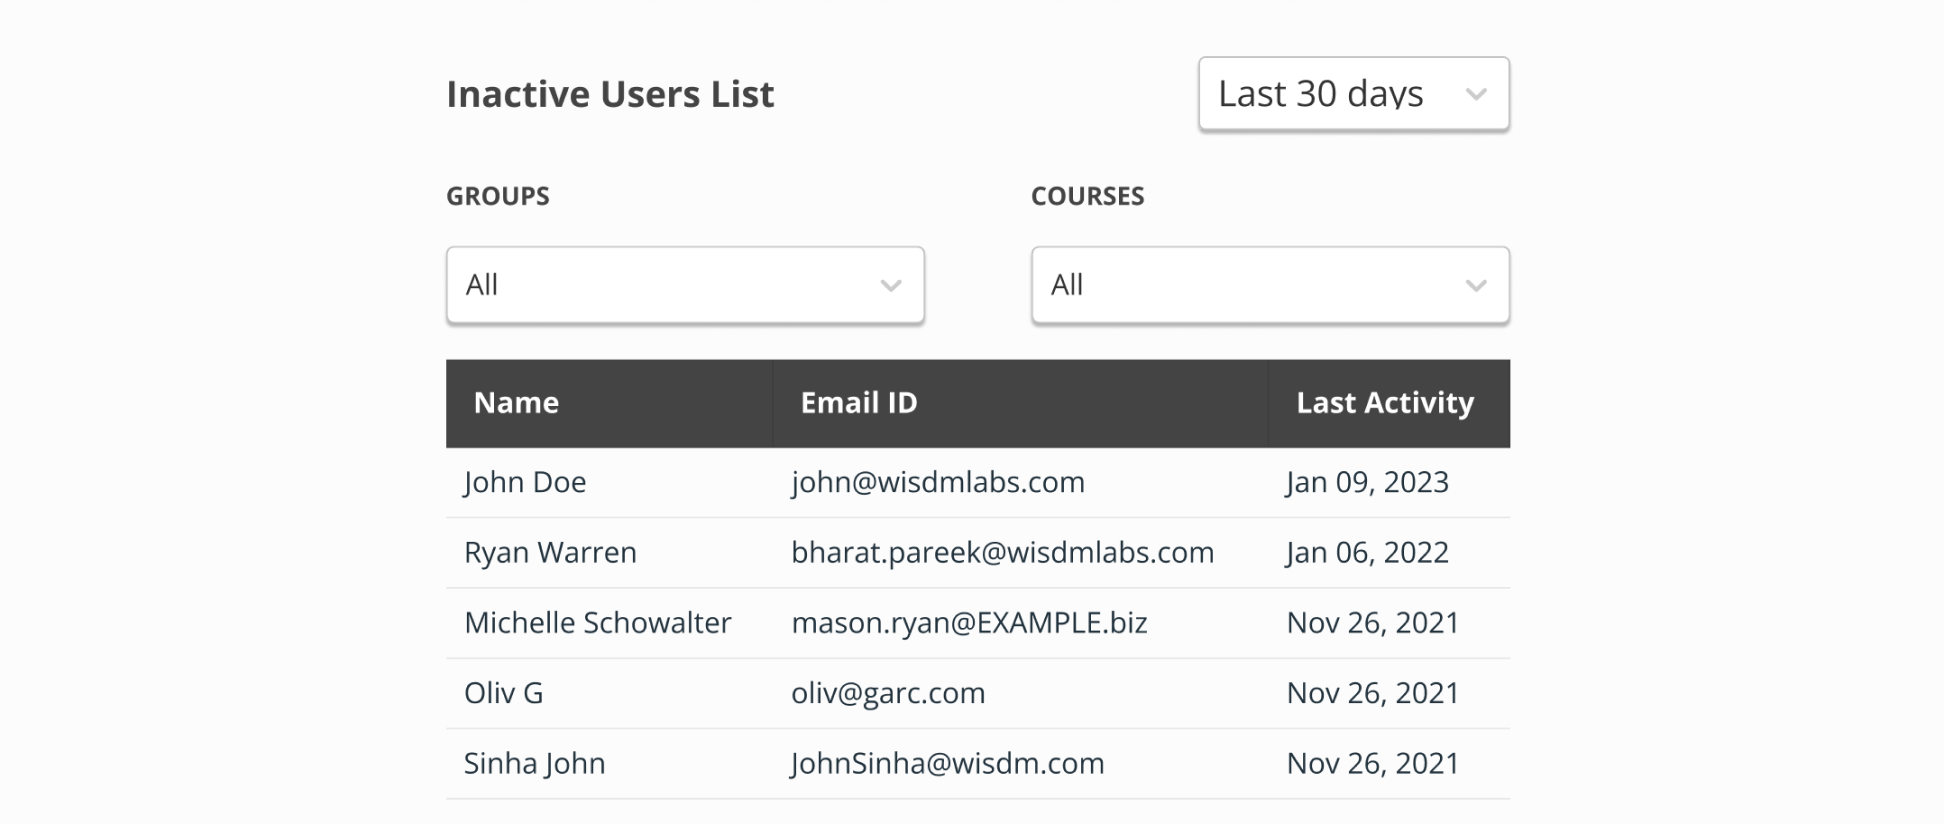 Inactive Users List Last 30 days
GROUPS COURSES
All All
Name Email ID Last Activity
John Doe john@wisdmlabs.com Jan 09, 2023
Ryan Warren bharat.pareek@wisdmlabs.com Jan 06, 2022
Michelle Schowalter mason.ryan@EXAMPLE.biz Nov 26, 2021
Oliv G oliv@garc.com Nov 26, 2021
Sinha John JohnSinha@wisdm.com Nov 26, 2021